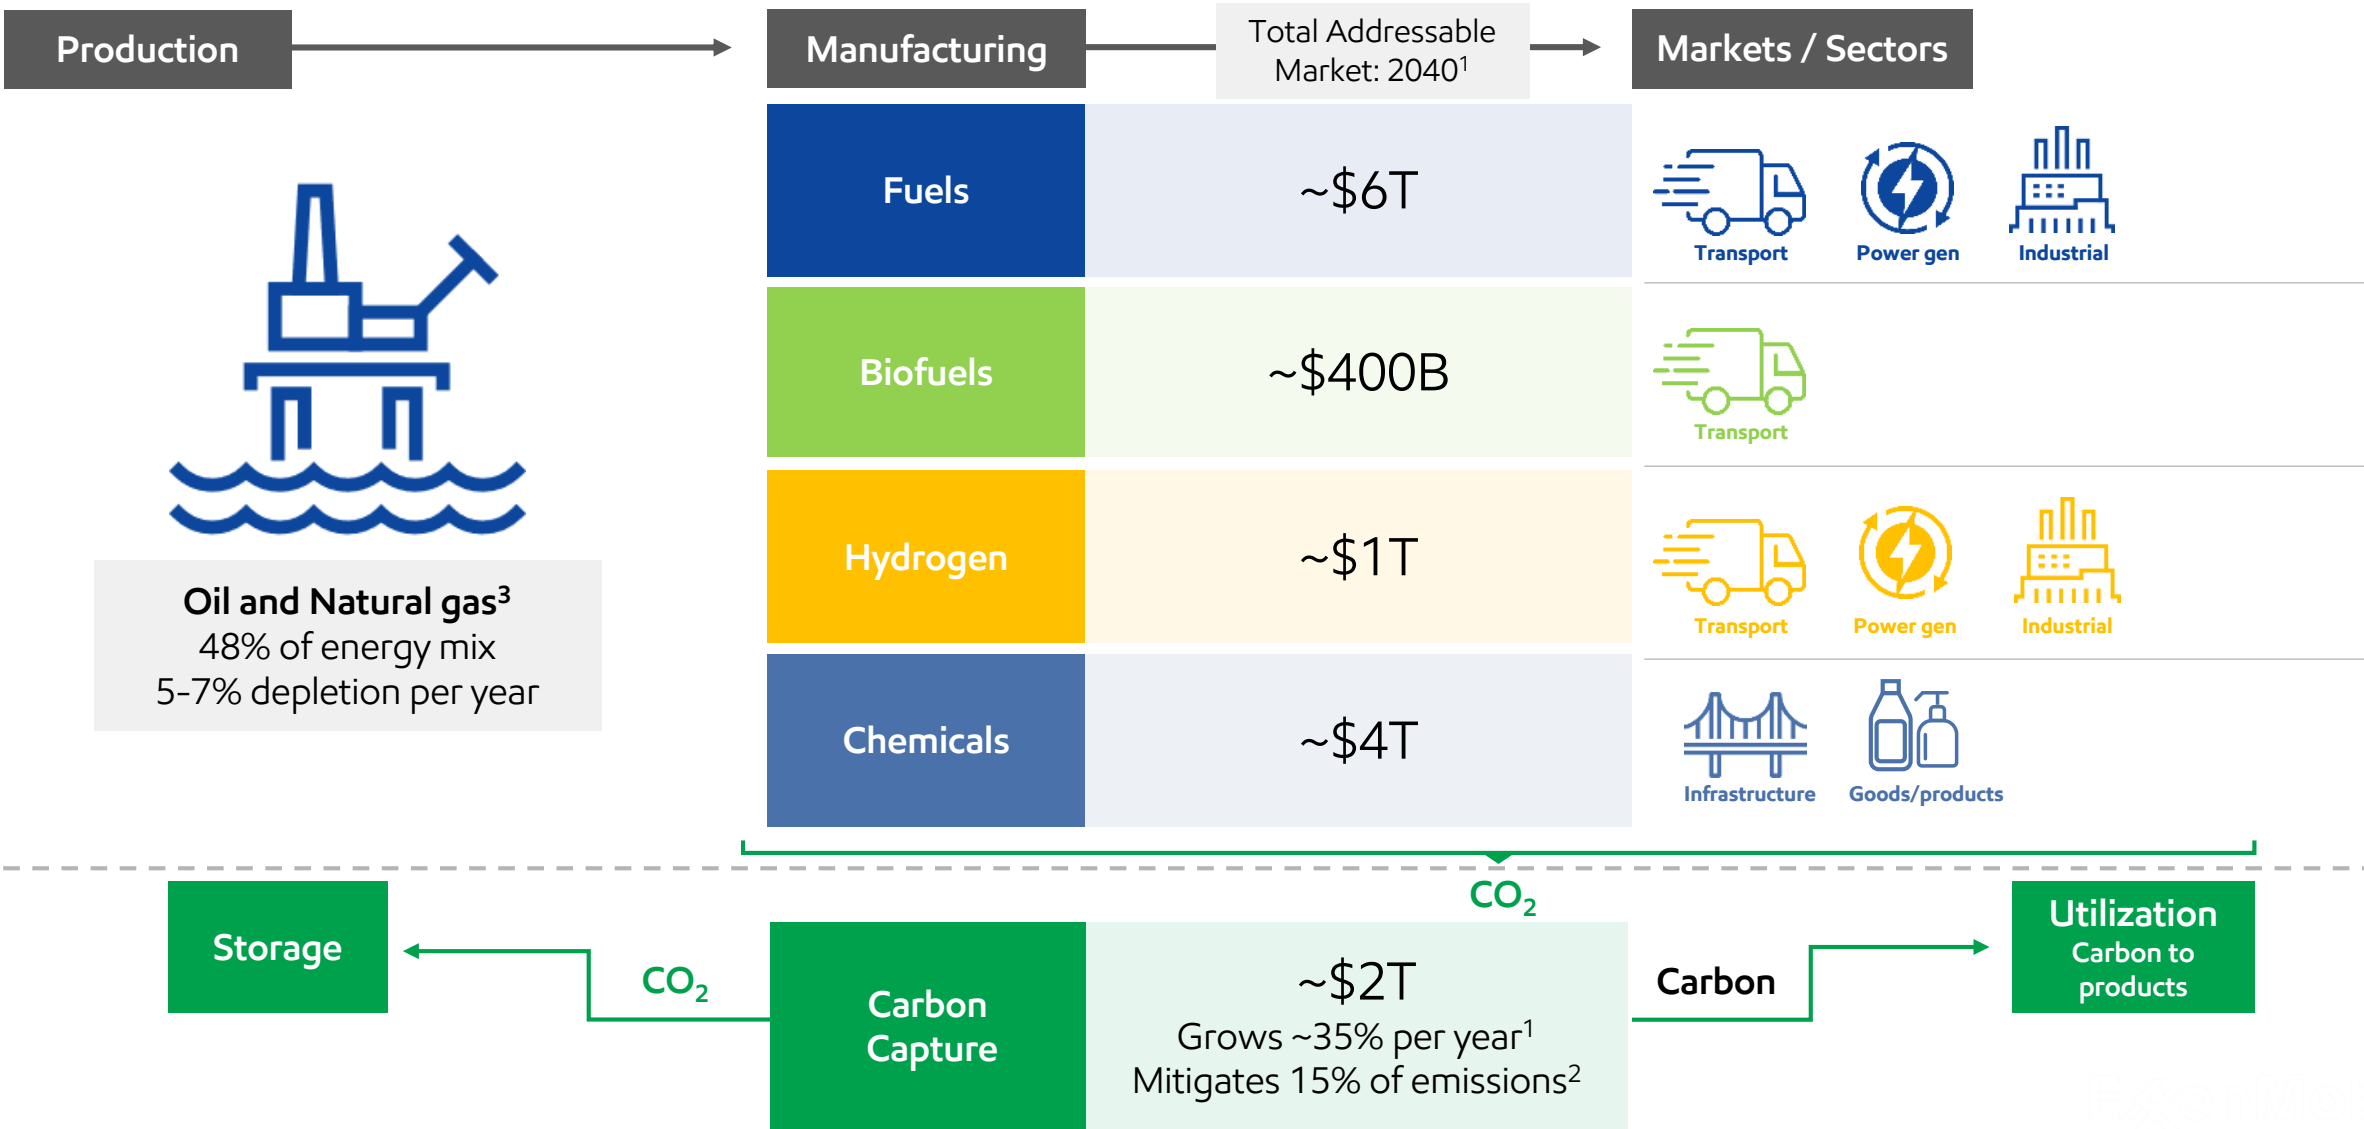 Production
Manufacturing
Total Addressable
Market: 2040¹
Markets / Sectors
Fuels
~$6T
Transport
Power gen
Industrial
Biofuels
~$400B
Transport
Hydrogen
~$1T
Transport
Power gen
Industrial
Chemicals
~$4T
Infrastructure
Goods/products
Oil and Natural gas³
48% of energy mix
5-7% depletion per year
CO₂
Storage
CO₂
Carbon
Capture
~$2T
Grows ~35% per year¹
Mitigates 15% of emissions²
Carbon
Utilization
Carbon to
products